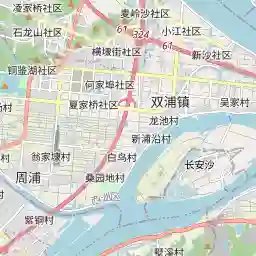 凌家桥社区
麦岭沙社区
61
小江社区
石龙山社区
324
横塘街社区
新沙社区
61
铜鉴湖社区
何家埠社区
夏家桥社区
双浦镇
吴家村
龙池村
新浦沿村
翁家埭村
白鸟村
长安沙
周浦
桑园地村
紫铜村